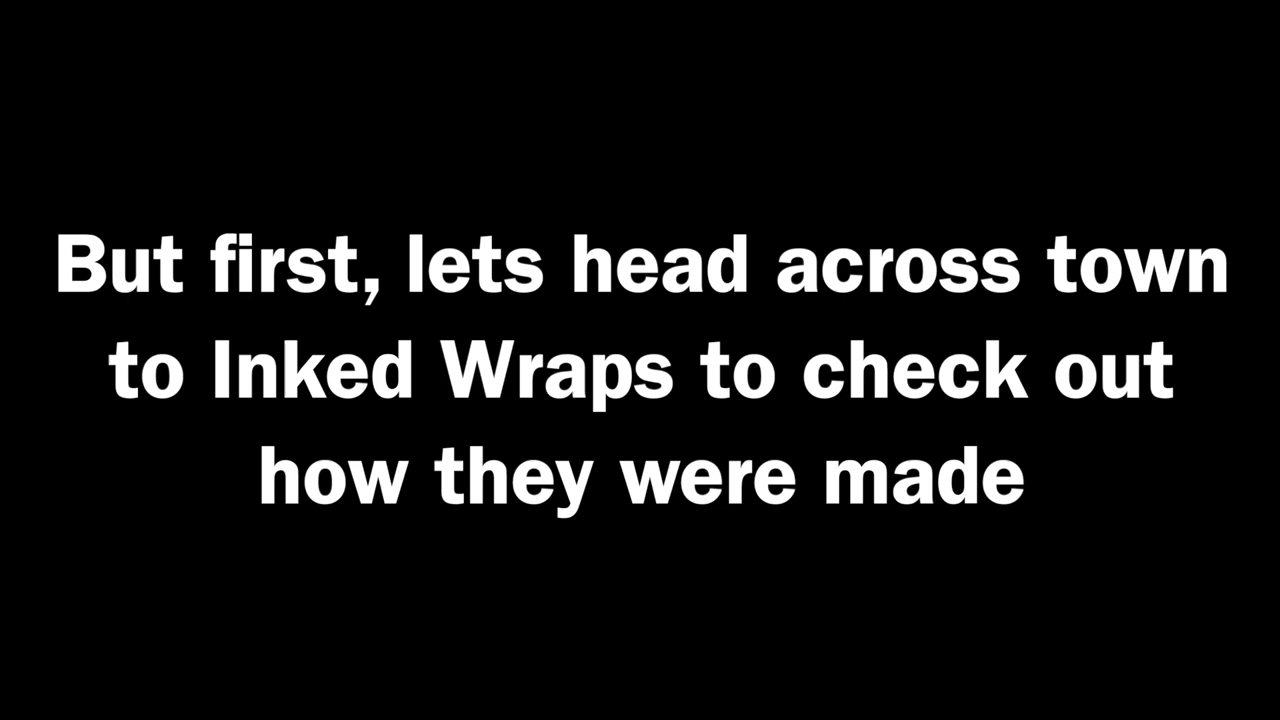 But first, lets head across town
to Inked Wraps to check out
how they were made